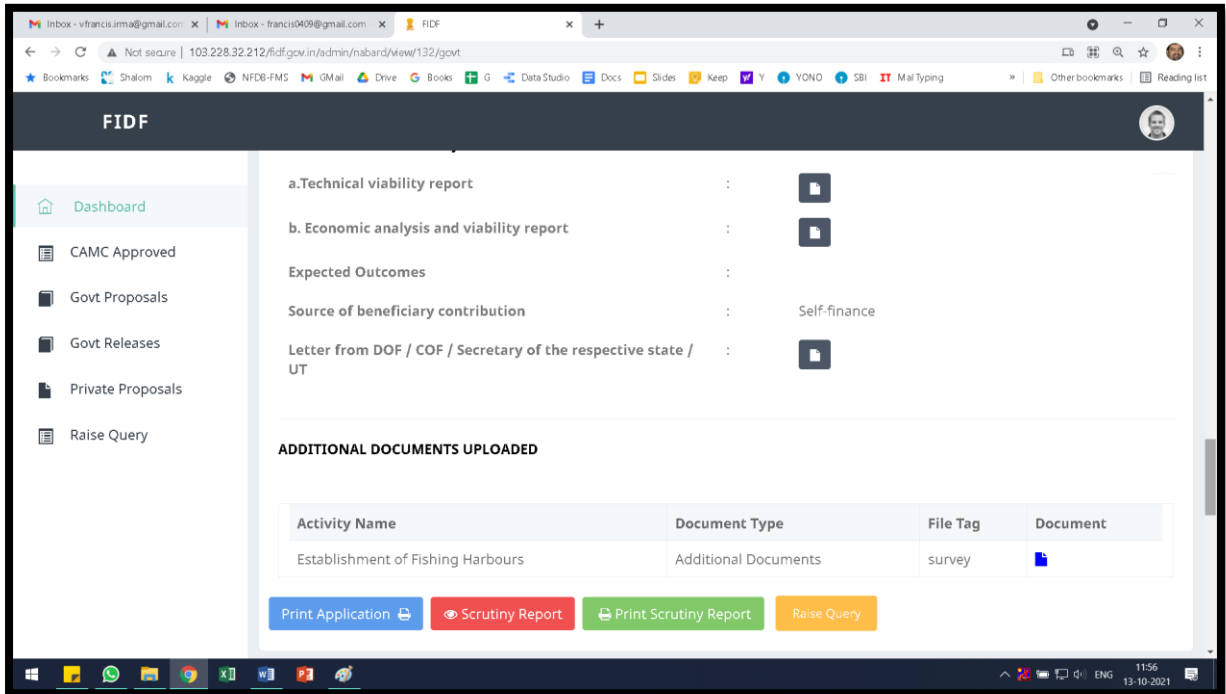 Inbox - vfrancis.irma@gmail.com
Inbox - francis0409@gmail.com
FIDF
Not secure | 103.228.32.212/fidf.gov.in/admin/nabard/view/132/govt
Bookmarks Shalom Kaggle NFDB-FMS GMail Drive Books G Data Studio Docs Slides Keep Y YONO SBI Mal Typing » Other bookmarks Reading list
FIDF
Dashboard
CAMC Approved
Govt Proposals
Govt Releases
Private Proposals
Raise Query
a.Technical viability report :
b. Economic analysis and viability report :
Expected Outcomes :
Source of beneficiary contribution : Self-finance
Letter from DOF / COF / Secretary of the respective state / :
UT
ADDITIONAL DOCUMENTS UPLOADED
Activity Name Document Type File Tag Document
Establishment of Fishing Harbours Additional Documents survey
Print Application Scrutiny Report Print Scrutiny Report Raise Query
ENG 11:56
13-10-2021